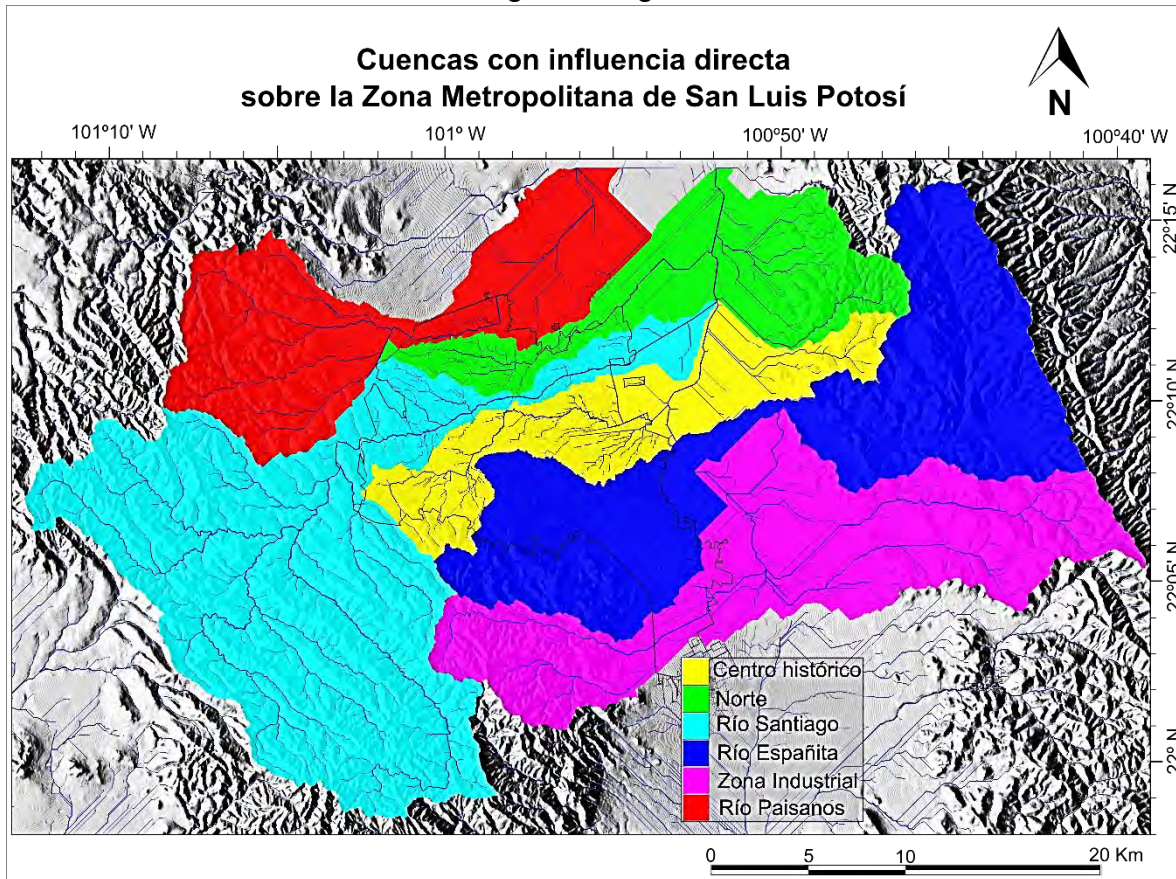 Cuencas con influencia directa
sobre la Zona Metropolitana de San Luis Potosí
N
101º10' W
101º W
100º50' W
100º40' W
22º15' N
22º10' N
22º05' N
22º N
Centro histórico
Norte
Río Santiago
Río Españita
Zona Industrial
Río Paisanos
0 5 10 20 Km